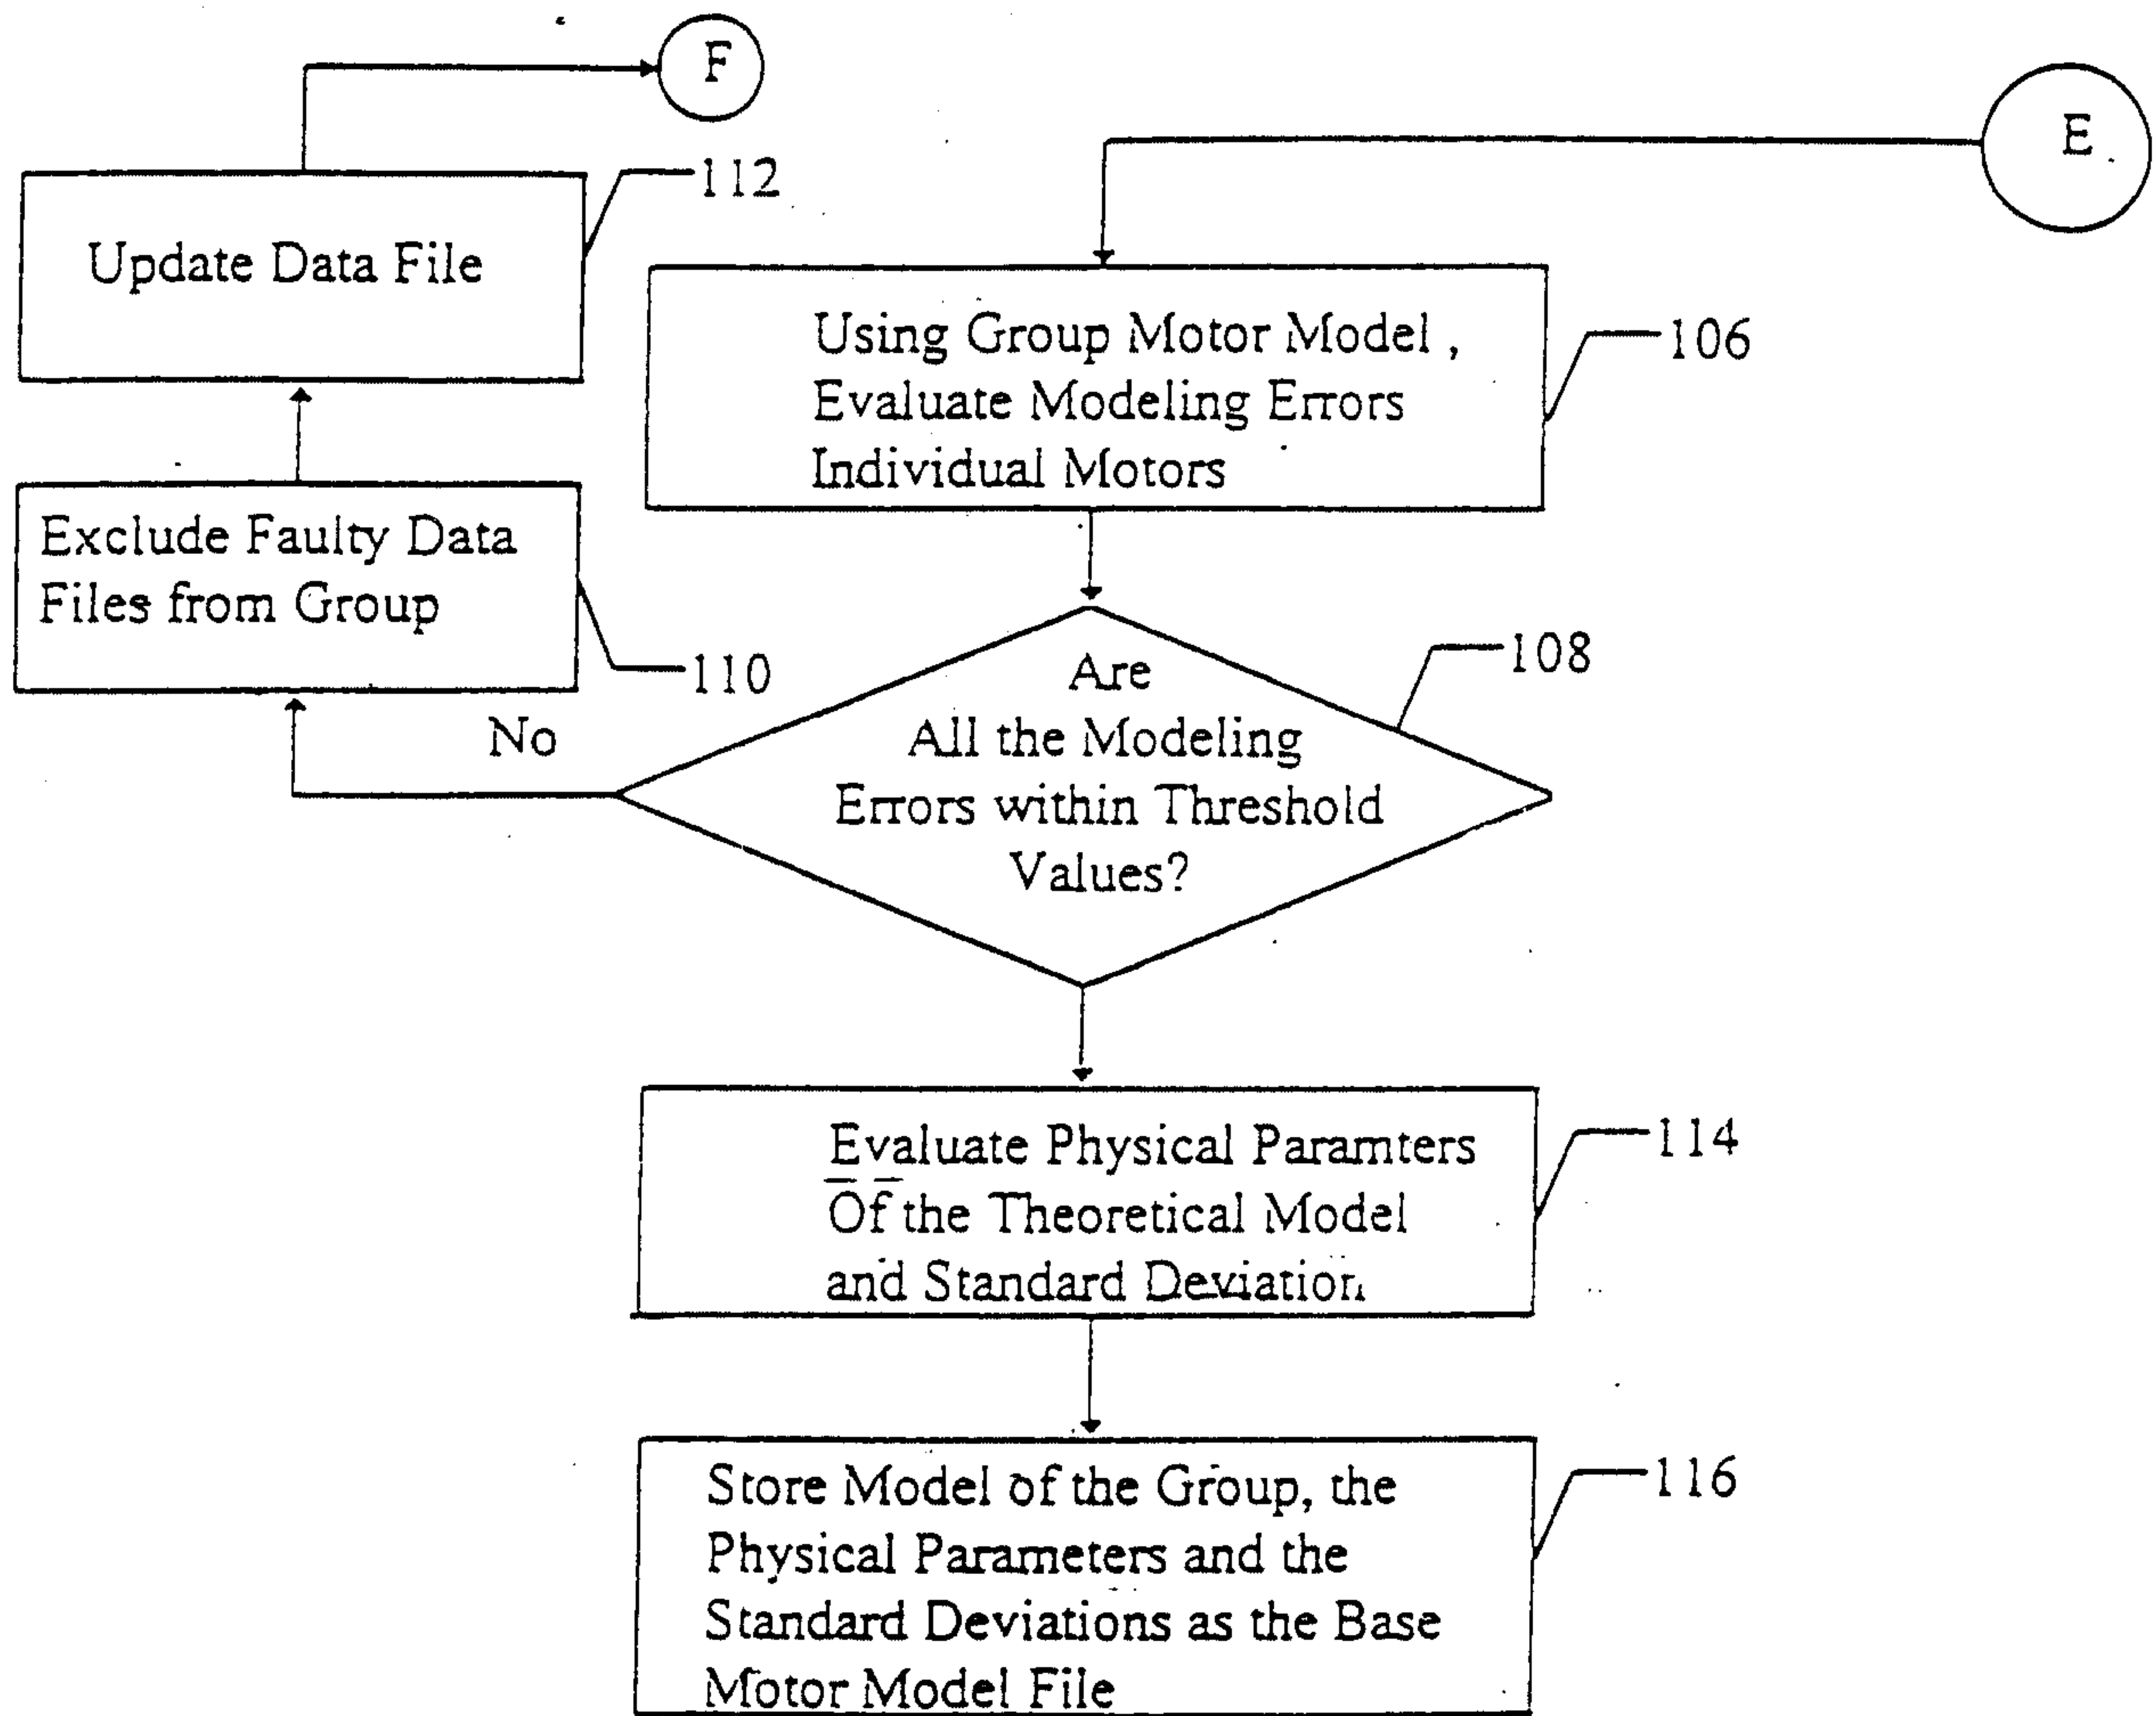 F
E
112
Update Data File
Using Group Motor Model ,
Evaluate Modeling Errors
Individual Motors
106
Exclude Faulty Data
Files from Group
110
No
Are
All the Modeling
Errors within Threshold
Values?
108
Evaluate Physical Paramters
Of the Theoretical Model
and Standard Deviation
114
Store Model of the Group, the
Physical Parameters and the
Standard Deviations as the Base
Motor Model File
116